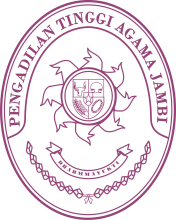 PENGADILAN TINGGI AGAMA JAMBI
DHARMMAYUKTI